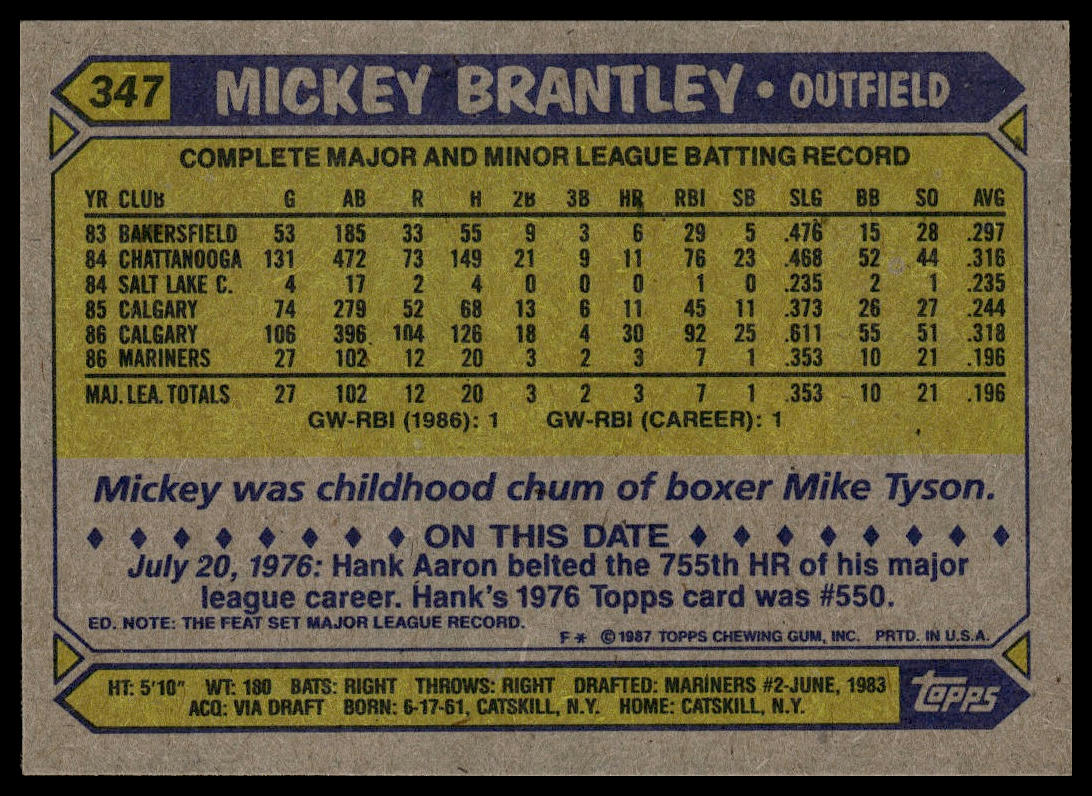 347 MICKEY BRANTLEY • OUTFIELD
COMPLETE MAJOR AND MINOR LEAGUE BATTING RECORD
YR CLUB G AB R H 2B 3B HR RBI SB SLG BB SO AVG
83 BAKERSFIELD 53 185 33 55 9 3 6 29 5 .476 15 28 .297
84 CHATTANOOGA 131 472 73 149 21 9 11 76 23 .468 52 44 .316
84 SALT LAKE C. 4 17 2 4 0 0 0 1 0 .235 2 1 .235
85 CALGARY 74 279 52 68 13 6 11 45 11 .373 26 27 .244
86 CALGARY 106 396 104 126 18 4 30 92 25 .611 55 51 .318
86 MARINERS 27 102 12 20 3 2 3 7 1 .353 10 21 .196
MAJ. LEA. TOTALS 27 102 12 20 3 2 3 7 1 .353 10 21 .196
GW-RBI (1986): 1 GW-RBI (CAREER): 1
Mickey was childhood chum of boxer Mike Tyson.
♦ ♦ ♦ ♦ ♦ ♦ ♦ ♦ ON THIS DATE ♦ ♦ ♦ ♦ ♦ ♦ ♦ ♦
July 20, 1976: Hank Aaron belted the 755th HR of his major
league career. Hank's 1976 Topps card was #550.
ED. NOTE: THE FEAT SET MAJOR LEAGUE RECORD.
F* © 1987 TOPPS CHEWING GUM, INC. PRTD. IN U.S.A.
HT: 5'10" WT: 180 BATS: RIGHT THROWS: RIGHT DRAFTED: MARINERS #2-JUNE, 1983
ACQ: VIA DRAFT BORN: 6-17-61, CATSKILL, N.Y. HOME: CATSKILL, N.Y.
topps